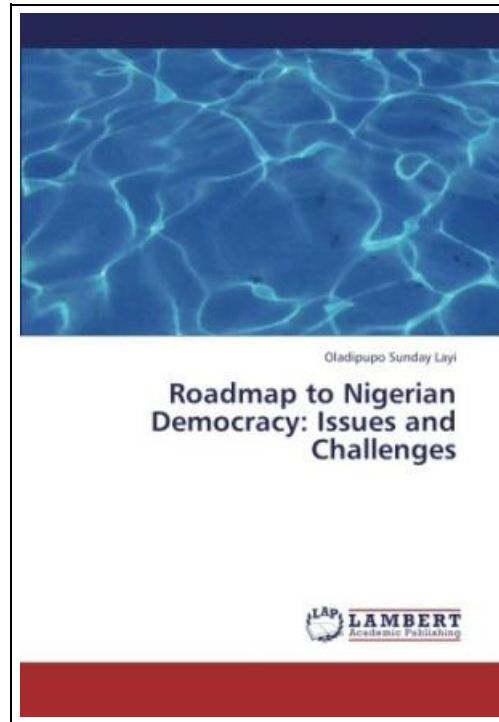 Oladipupo Sunday Layi
Roadmap to Nigerian
Democracy: Issues and
Challenges
LAP
LAMBERT
Academic Publishing